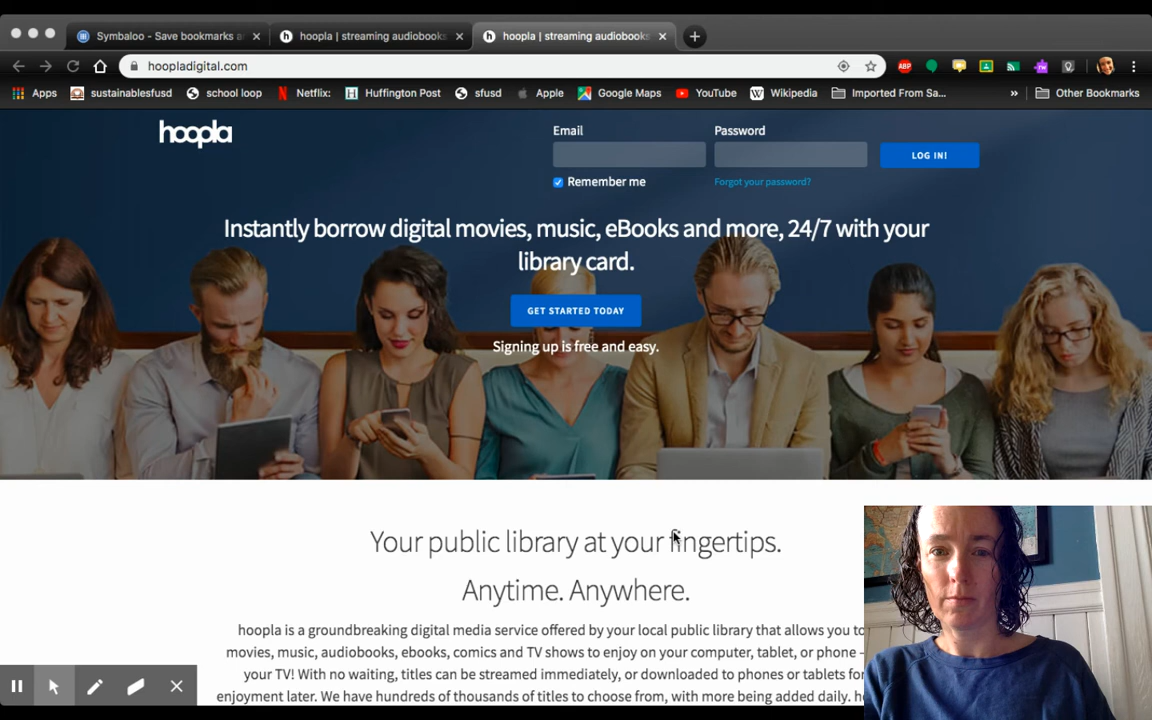 Symbaloo - Save bookmarks a
hoopla | streaming audiobooks
hoopla | streaming audiobooks
hoopladigital.com
ABP
Apps
sustainablesfusd
school loop
Netflix:
H Huffington Post
sfusd
Apple
Google Maps
YouTube
W Wikipedia
Imported From Sa...
»
Other Bookmarks
hoopla
Email
Password
LOG IN!
Remember me
Forgot your password?
Instantly borrow digital movies, music, eBooks and more, 24/7 with your
library card.
GET STARTED TODAY
Signing up is free and easy.
Your public library at your fingertips.
Anytime. Anywhere.
hoopla is a groundbreaking digital media service offered by your local public library that allows you to
movies, music, audiobooks, ebooks, comics and TV shows to enjoy on your computer, tablet, or phone –
your TV! With no waiting, titles can be streamed immediately, or downloaded to phones or tablets for
enjoyment later. We have hundreds of thousands of titles to choose from, with more being added daily.